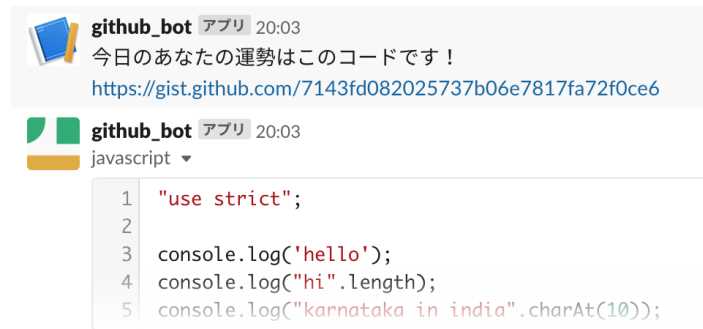 github_bot アプリ 20:03
今日のあなたの運勢はこのコードです！
https://gist.github.com/7143fd082025737b06e7817fa72f0ce6
github_bot アプリ 20:03
javascript ▼
1 "use strict";
2
3 console.log('hello');
4 console.log("hi".length);
5 console.log("karnataka in india".charAt(10));